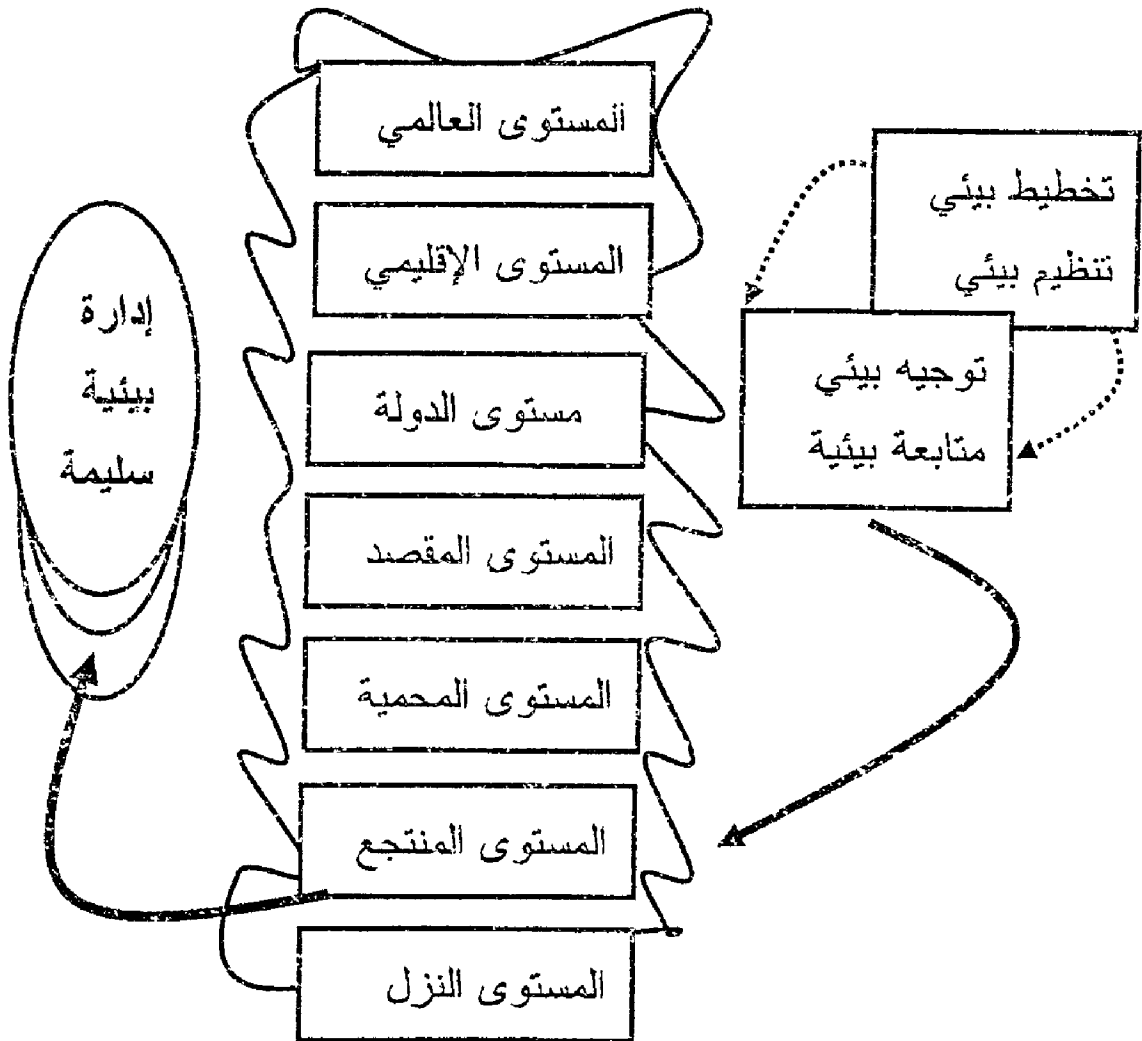 المستوى العالمي
المستوى الإقليمي
مستوى الدولة
المستوى المقصد
المستوى المحمية
المستوى المنتجع
المستوى النزل
تخطيط بيئي
تنظيم بيئي
توجيه بيئي
متابعة بيئية
إدارة
بيئية
سليمة